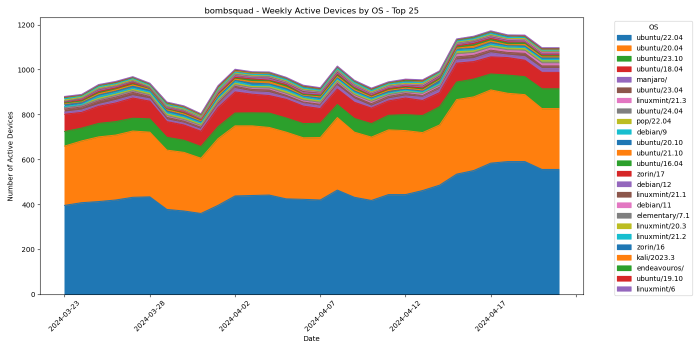 bombsquad - Weekly Active Devices by OS - Top 25
1200
1000
800
600
400
200
0
Number of Active Devices
2024-03-23
2024-03-28
2024-04-02
2024-04-07
2024-04-12
2024-04-17
Date
OS
ubuntu/22.04
ubuntu/20.04
ubuntu/23.10
ubuntu/18.04
manjaro/
ubuntu/23.04
linuxmint/21.3
ubuntu/24.04
pop/22.04
debian/9
ubuntu/20.10
ubuntu/21.10
ubuntu/16.04
zorin/17
debian/12
linuxmint/21.1
debian/11
elementary/7.1
linuxmint/20.3
linuxmint/21.2
zorin/16
kali/2023.3
endeavouros/
ubuntu/19.10
linuxmint/6